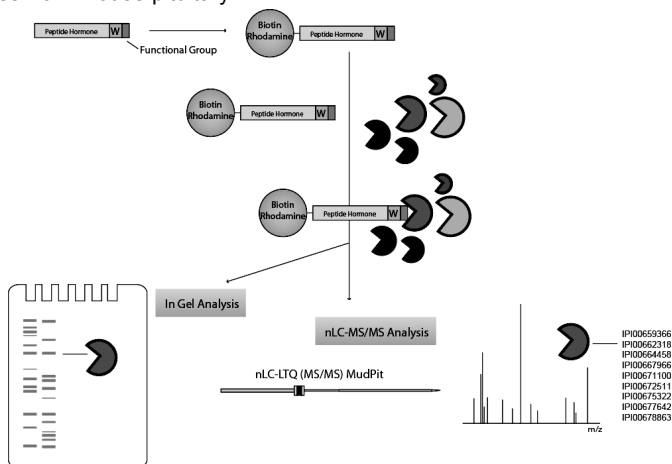 Peptide Hormone W
Functional Group
Biotin
Rhodamine
Peptide Hormone W
Biotin
Rhodamine
Peptide Hormone W
Biotin
Rhodamine
Peptide Hormone W
In Gel Analysis
nLC-MS/MS Analysis
nLC-LTQ (MS/MS) MudPit
IPI00659366
IPI00662318
IPI00664458
IPI00667966
IPI00671100
IPI00672511
IPI00675322
IPI00677642
IPI00678863
m/z